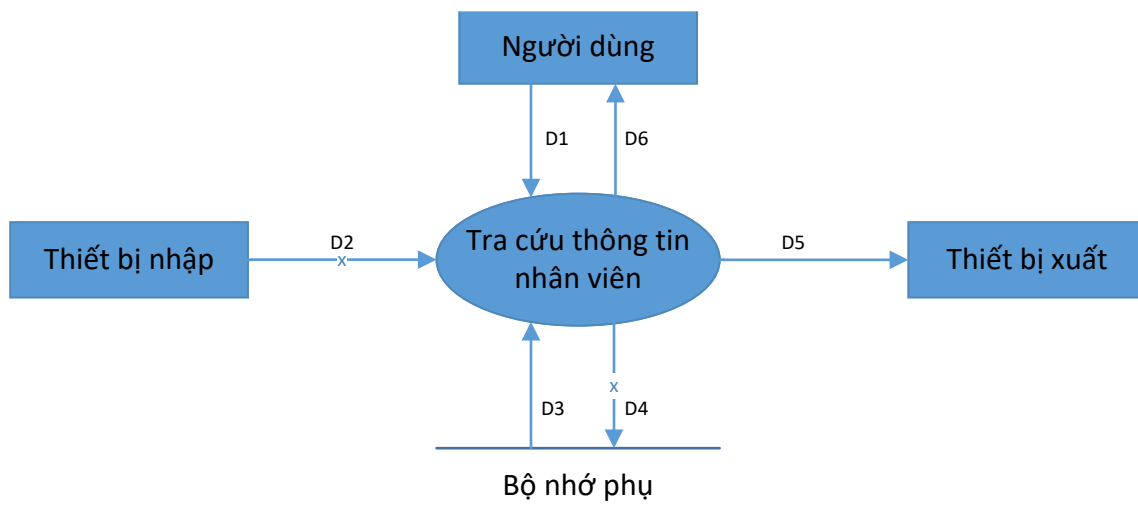 Người dùng
D1
D6
Thiết bị nhập
D2
x
Tra cứu thông tin
nhân viên
D5
Thiết bị xuất
x
D3
D4
Bộ nhớ phụ